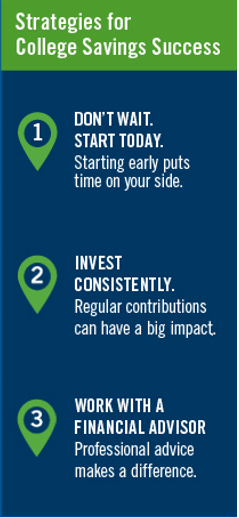 Strategies for
College Savings Success
1
DON'T WAIT.
START TODAY.
Starting early puts
time on your side.
2
INVEST
CONSISTENTLY.
Regular contributions
can have a big impact.
3
WORK WITH A
FINANCIAL ADVISOR
Professional advice
makes a difference.